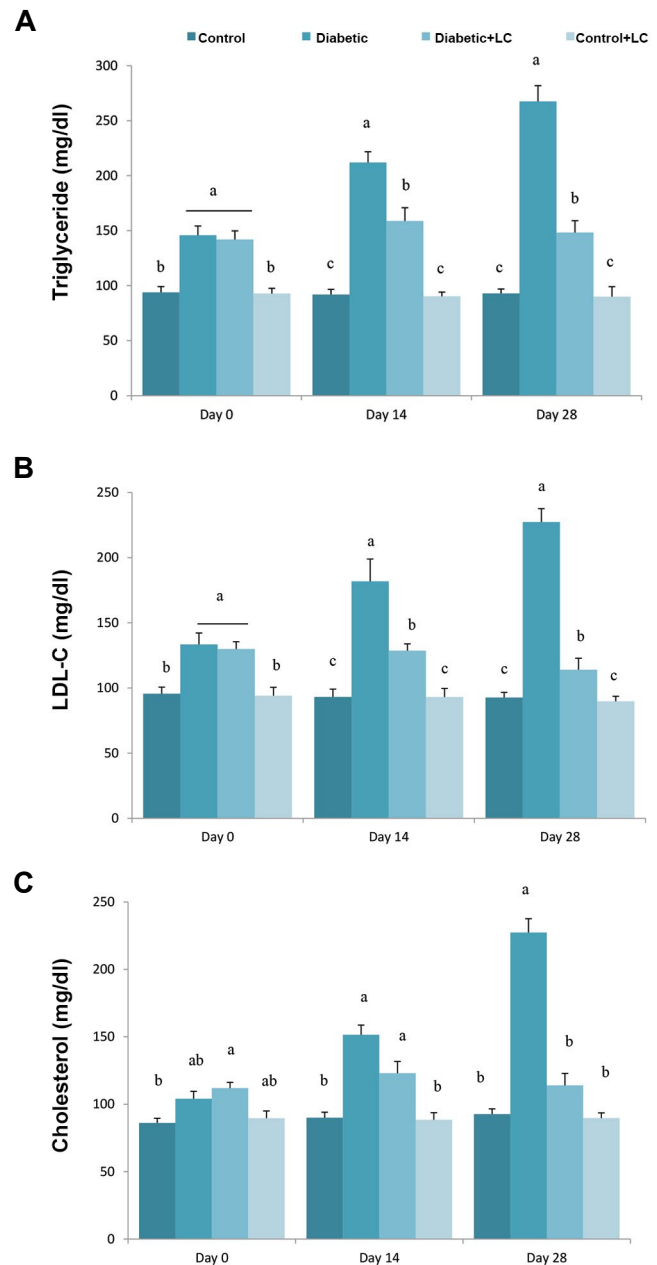 A
Control Diabetic Diabetic+LC Control+LC
Triglyceride (mg/dl)
300
250
200
150
100
50
0
a
b b
c a b c
c a b c
Day 0 Day 14 Day 28
B
LDL-C (mg/dl)
250
200
150
100
50
0
a
b b
c a b c
c a b c
Day 0 Day 14 Day 28
C
Cholesterol (mg/dl)
250
200
150
100
50
0
b ab a ab
b a a b
b a b b
Day 0 Day 14 Day 28